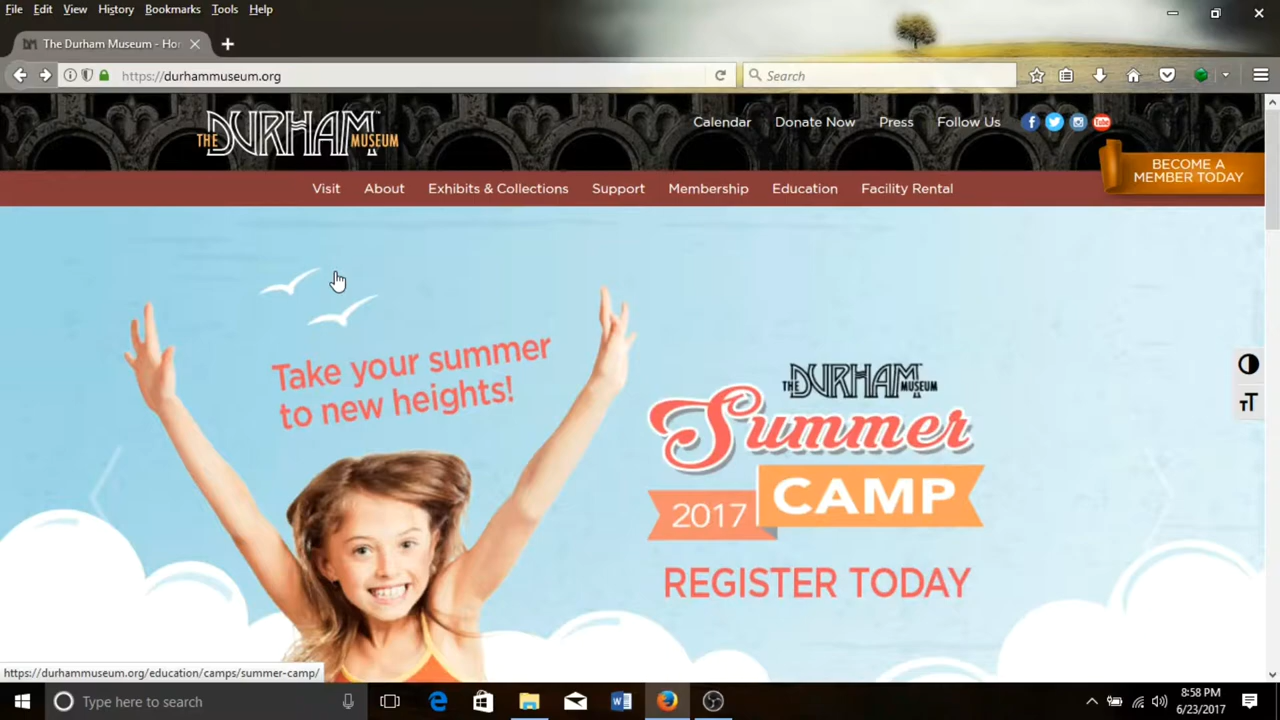 File Edit View History Bookmarks Tools Help
The Durham Museum - Hor
https://durhammuseum.org
Search
THE DURHAM MUSEUM
Calendar Donate Now Press Follow Us
You Tube
BECOME A
MEMBER TODAY
Visit About Exhibits & Collections Support Membership Education Facility Rental
Take your summer
to new heights!
THE DURHAM MUSEUM
Summer
2017 CAMP
REGISTER TODAY
TT
https://durhammuseum.org/education/camps/summer-camp/
Type here to search
8:58 PM
6/23/2017